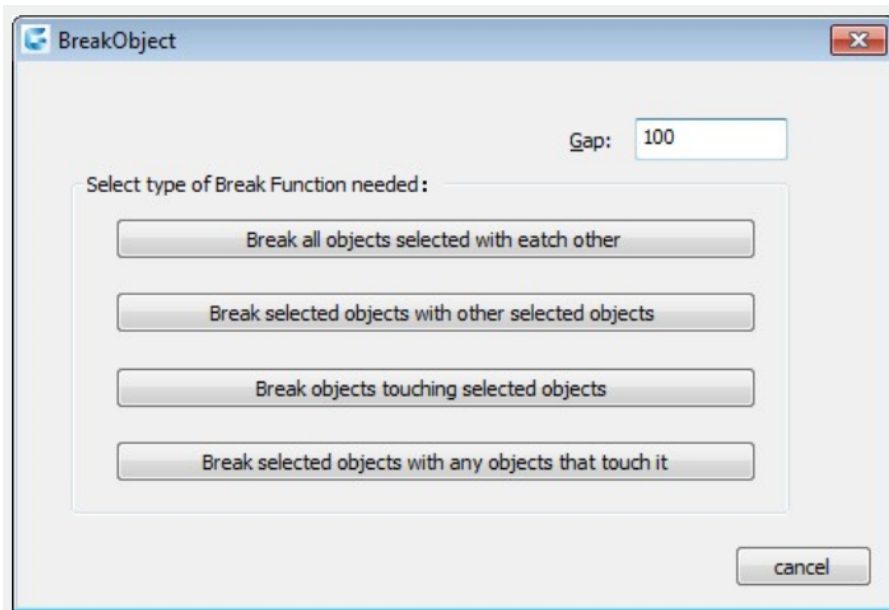 BreakObject
Gap: 100
Select type of Break Function needed:
Break all objects selected with eatch other
Break selected objects with other selected objects
Break objects touching selected objects
Break selected objects with any objects that touch it
cancel